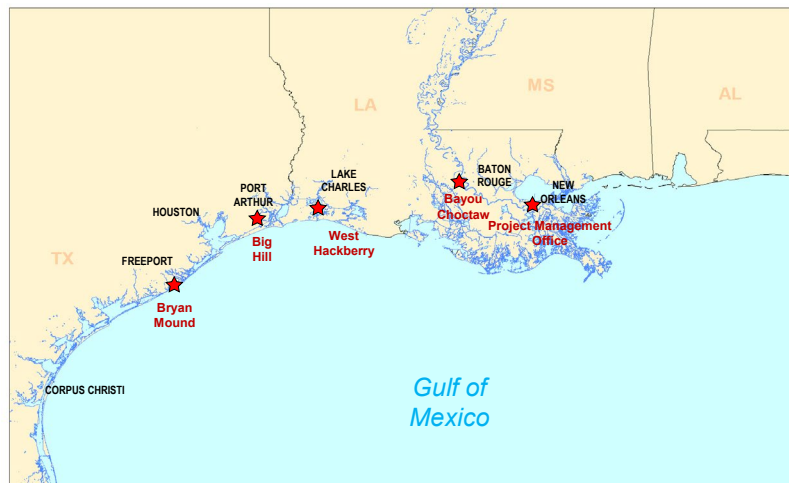 MS
AL
LA
LAKE
CHARLES
PORT
ARTHUR
HOUSTON
BATON
ROUGE
NEW
ORLEANS
Bayou
Choctaw
Project Management
Office
West
Hackberry
Big
Hill
TX
FREEPORT
Bryan
Mound
CORPUS CHRISTI
Gulf of
Mexico